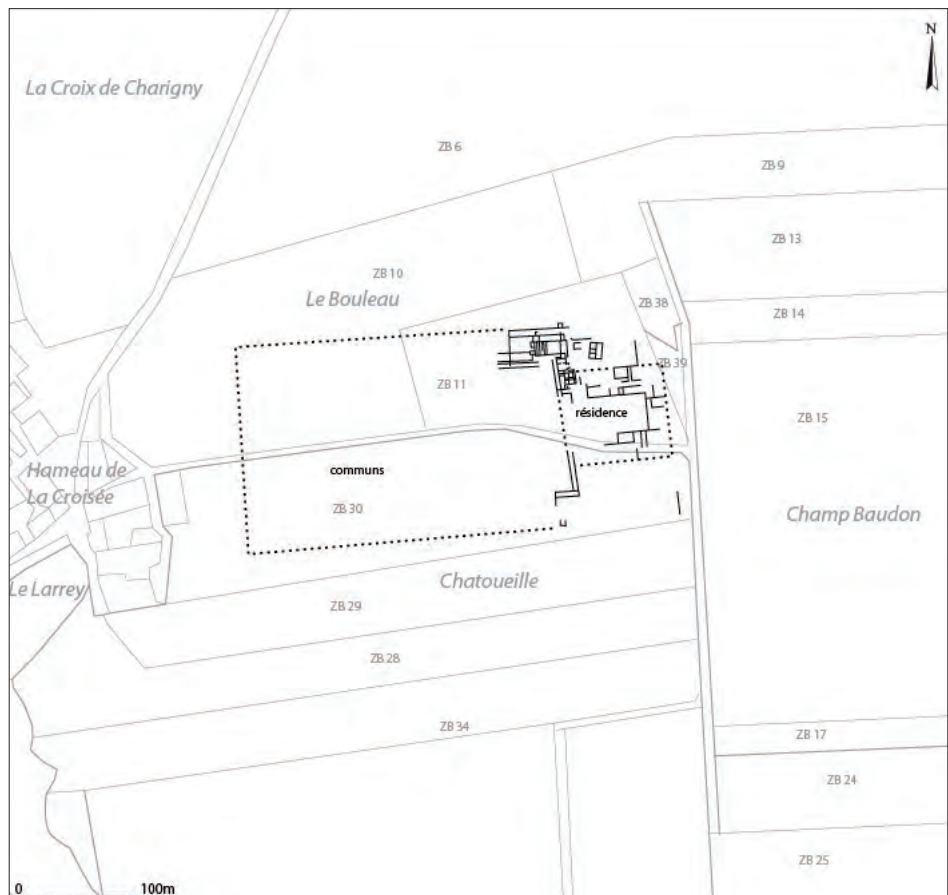 N
La Croix de Charigny
ZB 6
ZB 9
ZB 13
ZB 10
Le Bouleau
ZB 38
ZB 14
ZB 39
ZB 11
résidence
ZB 15
communs
Hameau de
La Croisée
ZB 30
Champ Baudon
Chatoueille
Le Larrey
ZB 29
ZB 28
ZB 34
ZB 17
ZB 24
ZB 25
0 100m